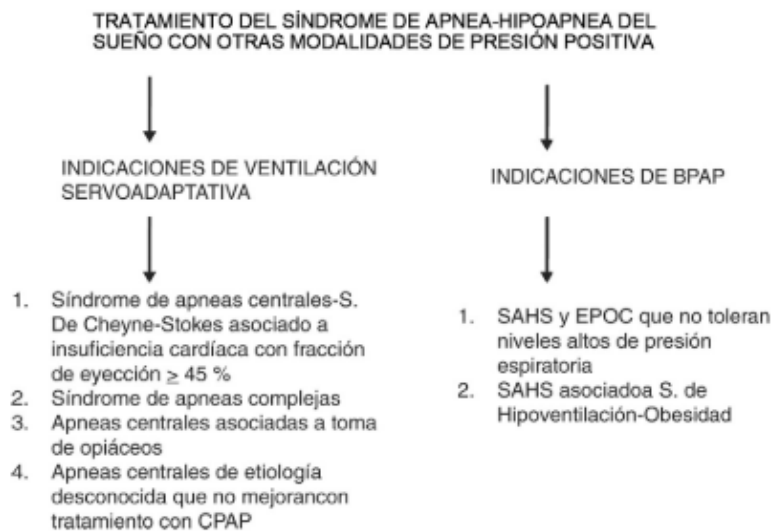 TRATAMIENTO DEL SÍNDROME DE APNEA-HIPOAPNEA DEL
SUEÑO CON OTRAS MODALIDADES DE PRESIÓN POSITIVA
INDICACIONES DE VENTILACIÓN
SERVOADAPTATIVA
1. Síndrome de apneas centrales-S.
De Cheyne-Stokes asociado a
insuficiencia cardíaca con fracción
de eyección ≥ 45 %
2. Síndrome de apneas complejas
3. Apneas centrales asociadas a toma
de opiáceos
4. Apneas centrales de etiología
desconocida que no mejorancon
tratamiento con CPAP
INDICACIONES DE BPAP
1. SAHS y EPOC que no toleran
niveles altos de presión
espiratoria
2. SAHS asociadoa S. de
Hipoventilación-Obesidad